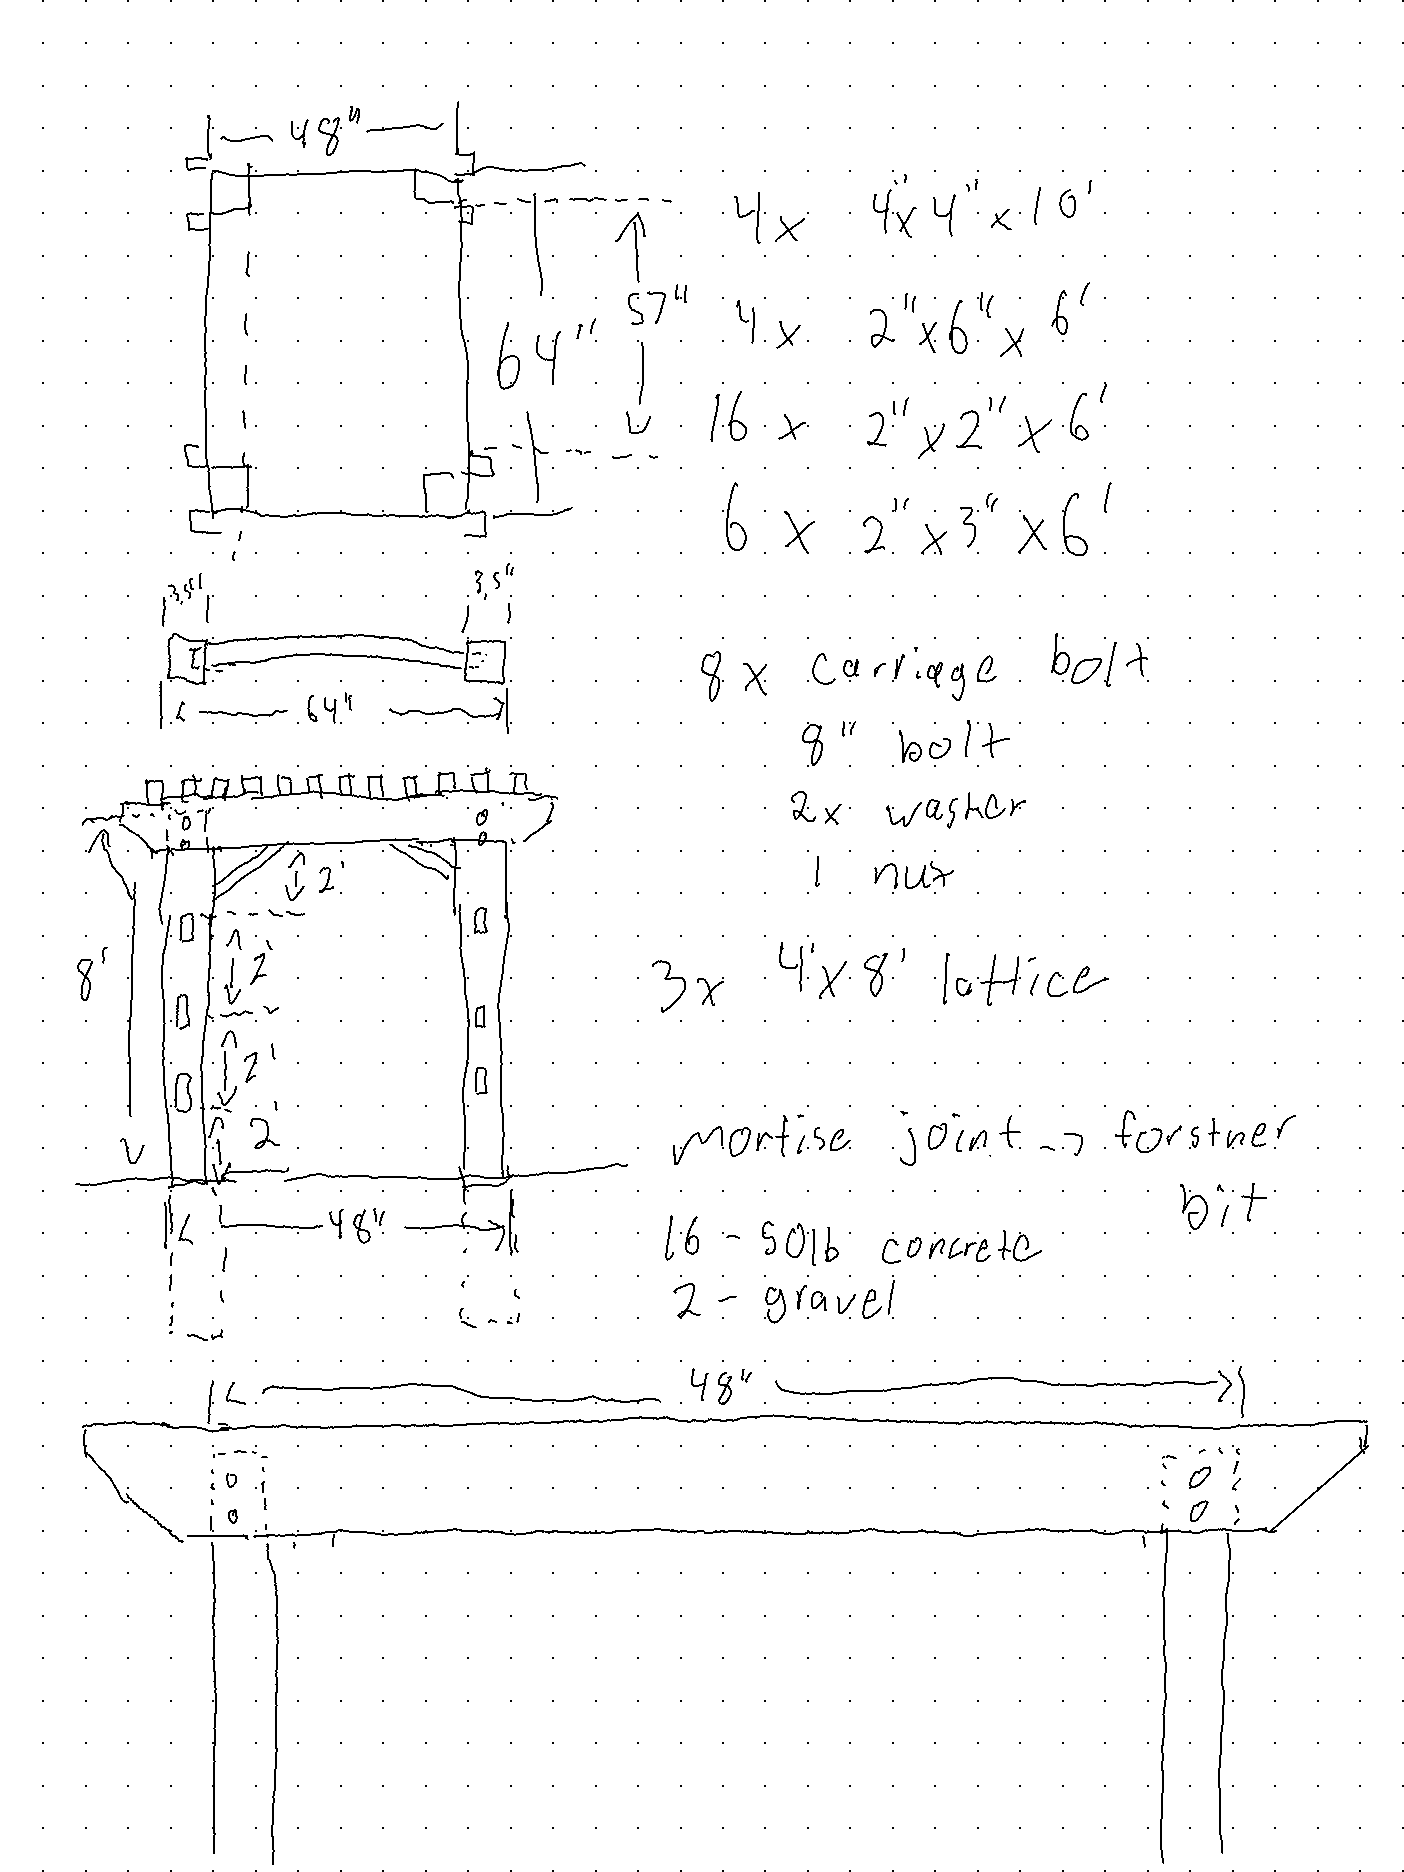 48"
4x 4"x4"x10'
57"
64"
4x 2"x6"x6'
16x 2"x2"x6'
6x 2"x3"x6'
3.5" 3.5"
64"
8x carriage bolt
8" bolt
2x washer
1 nut
2'
8'
2'
2'
2'
3x 4'x8' lattice
mortise joint -> forstner
bit
48"
16 - 50lb concrete
2 - gravel
48"